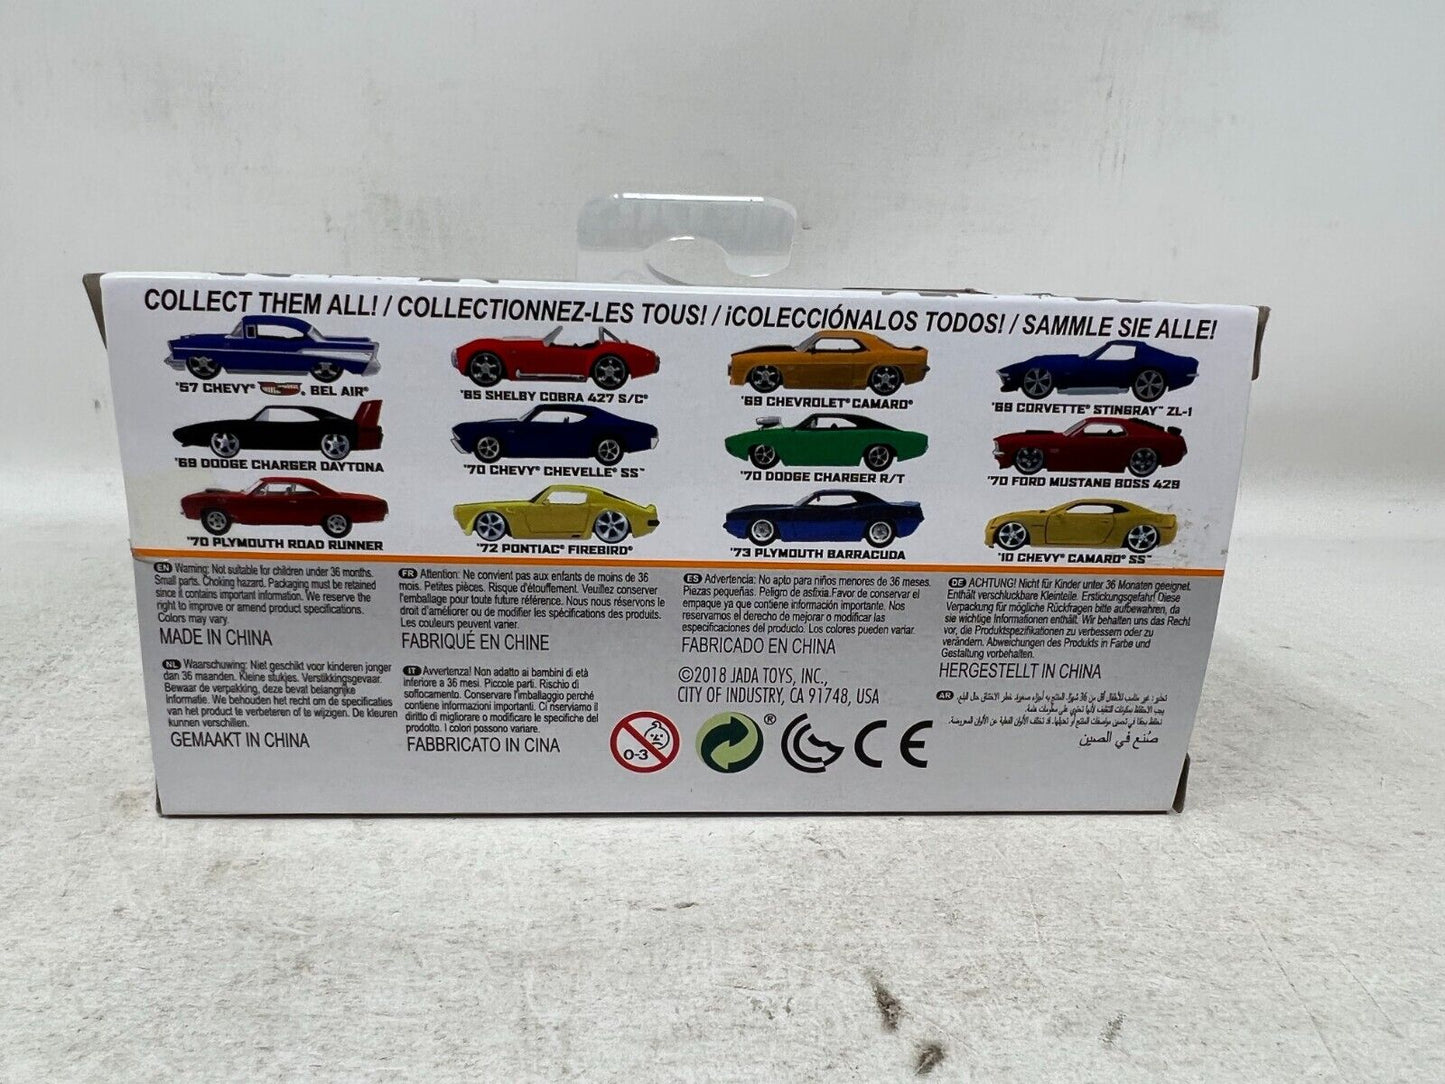 COLLECT THEM ALL! / COLLECTIONNEZ-LES TOUS! / ¡COLECCIÓNALOS TODOS! / SAMMLE SIE ALLE!
'57 CHEVY® BEL AIR®
'65 SHELBY COBRA 427 S/C®
'69 CHEVROLET® CAMARO®
'69 CORVETTE® STINGRAY™ ZL-1
'69 DODGE CHARGER DAYTONA
'70 CHEVY® CHEVELLE® SS™
'70 DODGE CHARGER R/T
'70 FORD MUSTANG BOSS 429
'70 PLYMOUTH ROAD RUNNER
'72 PONTIAC® FIREBIRD®
'73 PLYMOUTH BARRACUDA
'10 CHEVY® CAMARO® SS™
EN Warning: Not suitable for children under 36 months.
Small parts. Choking hazard. Packaging must be retained
since it contains important information. We reserve the
right to improve or amend product specifications.
Colors may vary.
MADE IN CHINA
FR Attention: Ne convient pas aux enfants de moins de 36
mois. Petites pièces. Risque d'étouffement. Veuillez conserver
l'emballage pour toute future référence. Nous nous réservons le
droit d'améliorer ou de modifier les spécifications des produits.
Les couleurs peuvent varier.
FABRIQUÉ EN CHINE
ES Advertencia: No apto para niños menores de 36 meses.
Piezas pequeñas. Peligro de asfixia.Favor de conservar el
empaque ya que contiene información importante. Nos
reservamos el derecho de mejorar o modificar las
especificaciones del producto. Los colores pueden variar.
FABRICADO EN CHINA
DE ACHTUNG! Nicht für Kinder unter 36 Monaten geeignet.
Enthält verschluckbare Kleinteile. Erstickungsgefahr! Diese
Verpackung für mögliche Rückfragen bitte aufbewahren, da
sie wichtige Informationen enthält. Wir behalten uns das Recht
vor, die Produktspezifikationen zu verbessern oder zu
verändern. Abweichungen des Produkts in Farbe und
Gestaltung vorbehalten.
HERGESTELLT IN CHINA
NL Waarschuwing: Niet geschikt voor kinderen jonger
dan 36 maanden. Kleine stukjes. Verstikkingsgevaar.
Bewaar de verpakking, deze bevat belangrijke
informatie. We behouden het recht om de specificaties
van het product te verbeteren of te wijzigen. De kleuren
kunnen verschillen.
GEMAAKT IN CHINA
IT Avvertenza! Non adatto ai bambini di età
inferiore a 36 mesi. Piccole parti. Rischio di
soffocamento. Conservare l'imballaggio perché
contiene informazioni importanti. Ci riserviamo il
diritto di migliorare o modificare le specifiche del
prodotto. I colori possono variare.
FABBRICATO IN CINA
©2018 JADA TOYS, INC.,
CITY OF INDUSTRY, CA 91748, USA
0-3
®
CE
AR
صُنع في الصين